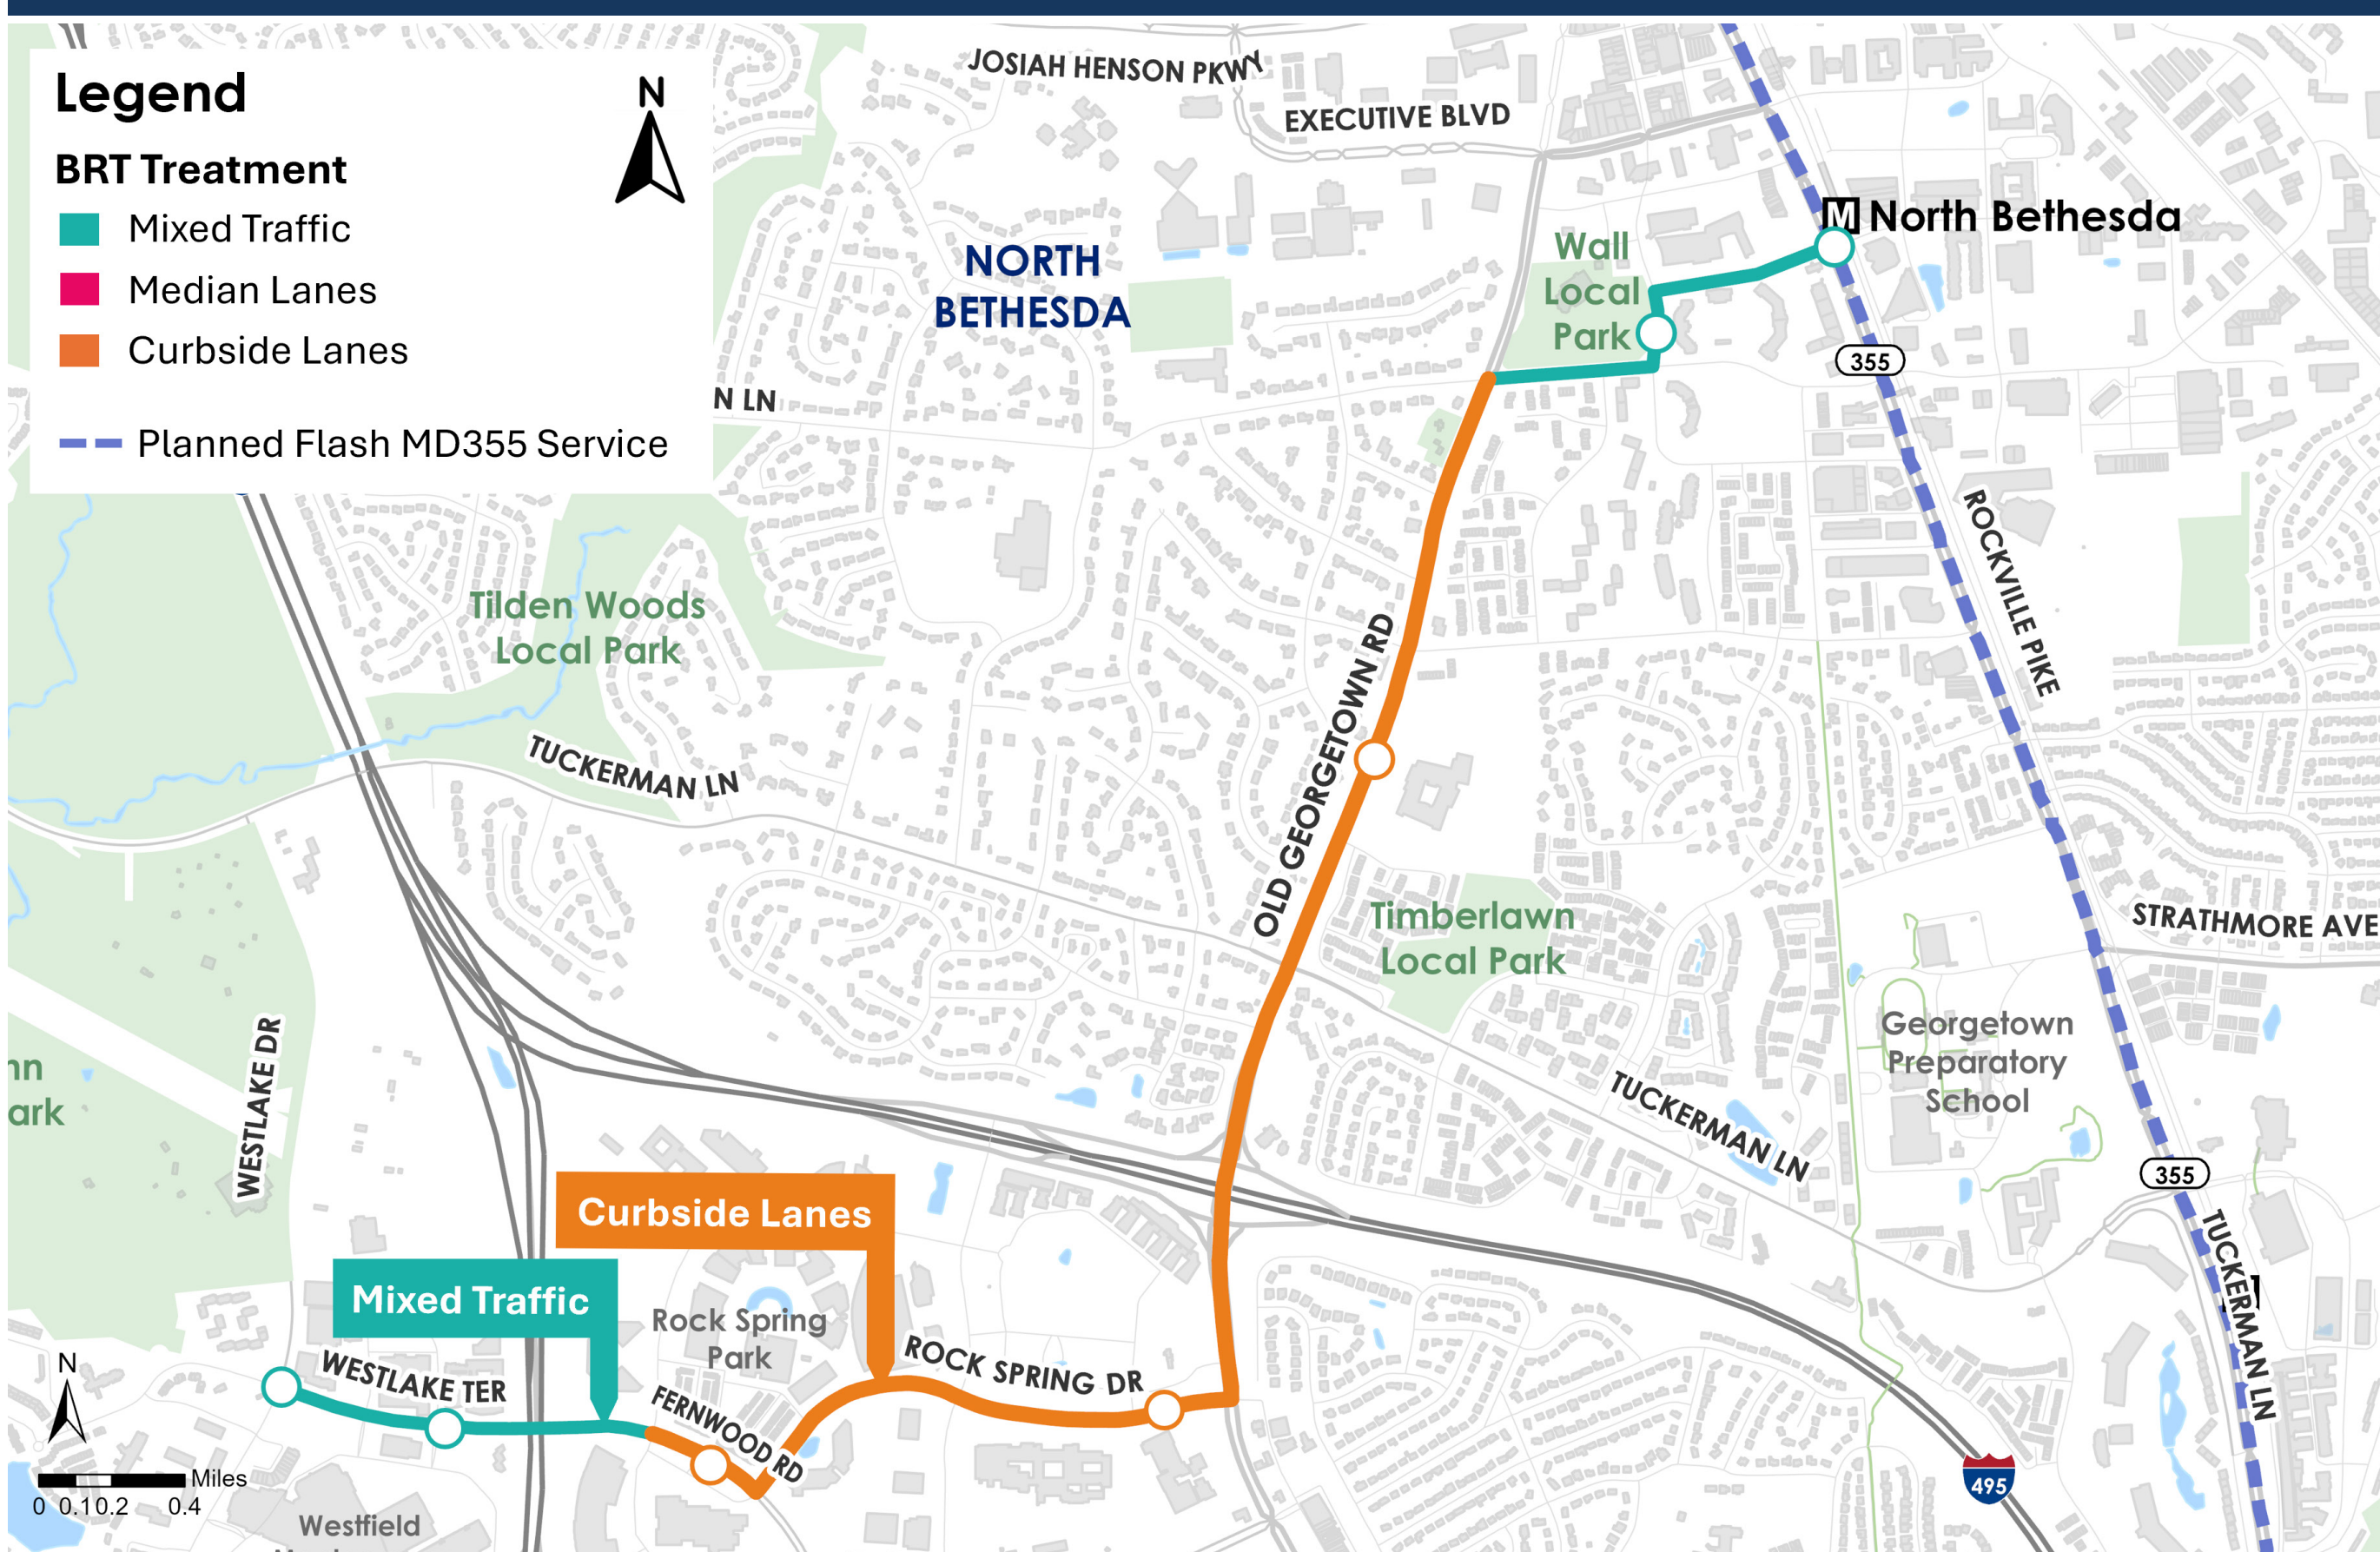 Legend
N
BRT Treatment
Mixed Traffic
Median Lanes
Curbside Lanes
Planned Flash MD355 Service
JOSIAH HENSON PKWY
EXECUTIVE BLVD
M North Bethesda
NORTH
BETHESDA
Wall
Local
Park
355
N LN
ROCKVILLE PIKE
Tilden Woods
Local Park
OLD GEORGETOWN RD
TUCKERMAN LN
Timberlawn
Local Park
STRATHMORE AVE
Georgetown
Preparatory
School
WESTLAKE DR
nn
ark
TUCKERMAN LN
355
Curbside Lanes
Mixed Traffic
Rock Spring
Park
TUCKERMAN LN
ROCK SPRING DR
WESTLAKE TER
FERNWOOD RD
N
Miles
0 0.1 0.2 0.4
495
Westfield